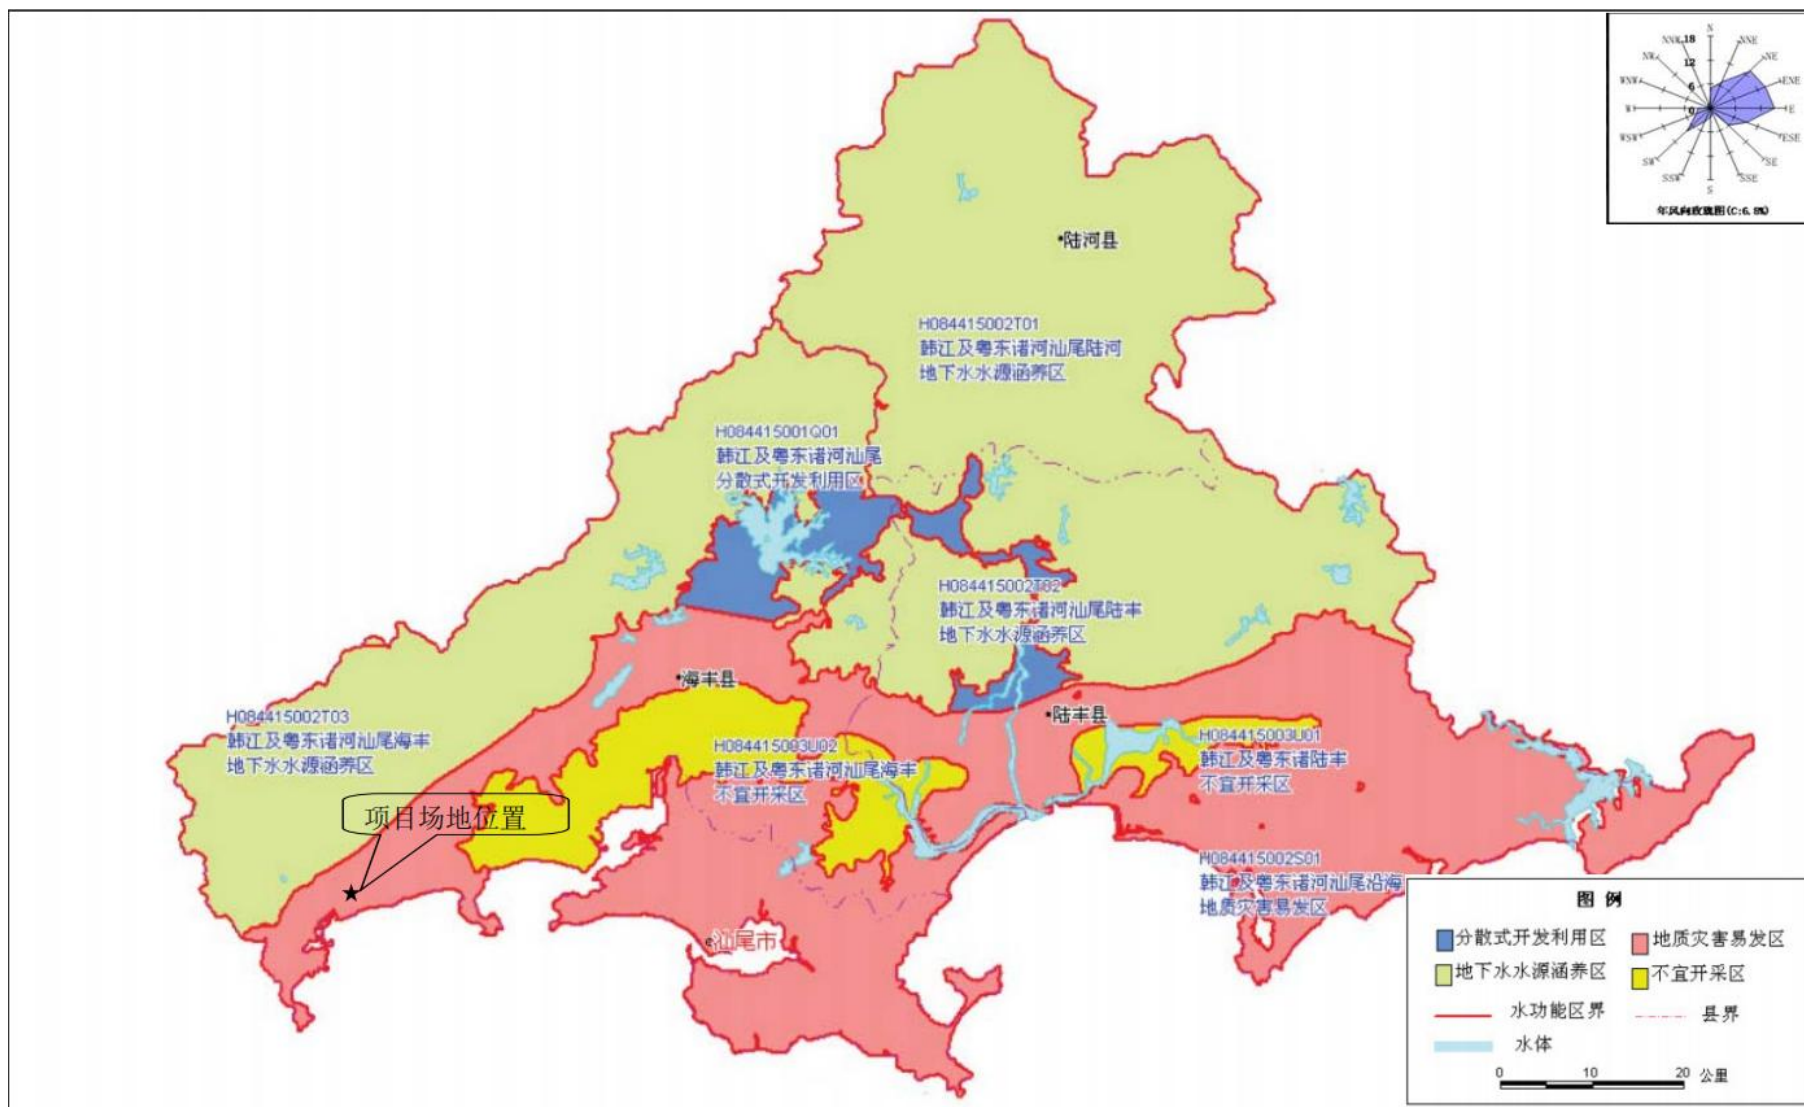 N
NNE
NE
ENE
E
ESE
SE
SSE
S
SSW
SW
WSW
W
WNW
NW
NNW
18
12
6
0
年风向玫瑰图(C:6.8%)
陆河县
H084415002T01
韩江及粤东诸河汕尾陆河
地下水水源涵养区
H084415001Q01
韩江及粤东诸河汕尾
分散式开发利用区
H084415002T02
韩江及粤东诸河汕尾陆丰
地下水水源涵养区
海丰县
陆丰县
H084415002T03
韩江及粤东诸河汕尾海丰
地下水水源涵养区
H084415003U02
韩江及粤东诸河汕尾海丰
不宜开采区
H084415003U01
韩江及粤东诸陆丰
不宜开采区
项目场地位置
H084415002S01
韩江及粤东诸河汕尾沿海
地质灾害易发区
汕尾市
图 例
分散式开发利用区
地质灾害易发区
地下水水源涵养区
不宜开采区
水功能区界
县界
水体
0 10 20 公里